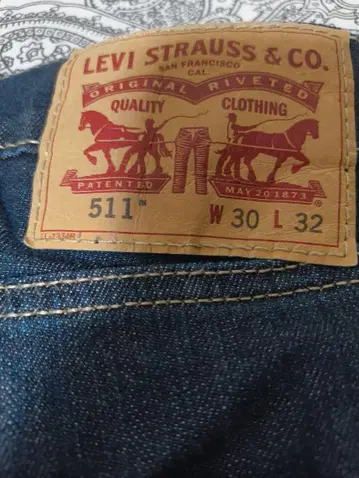 LEVI STRAUSS & CO.
SAN FRANCISCO
CAL.
ORIGINAL RIVETED
QUALITY CLOTHING
PATENTED MAY 20 1873
511™ W 30 L 32